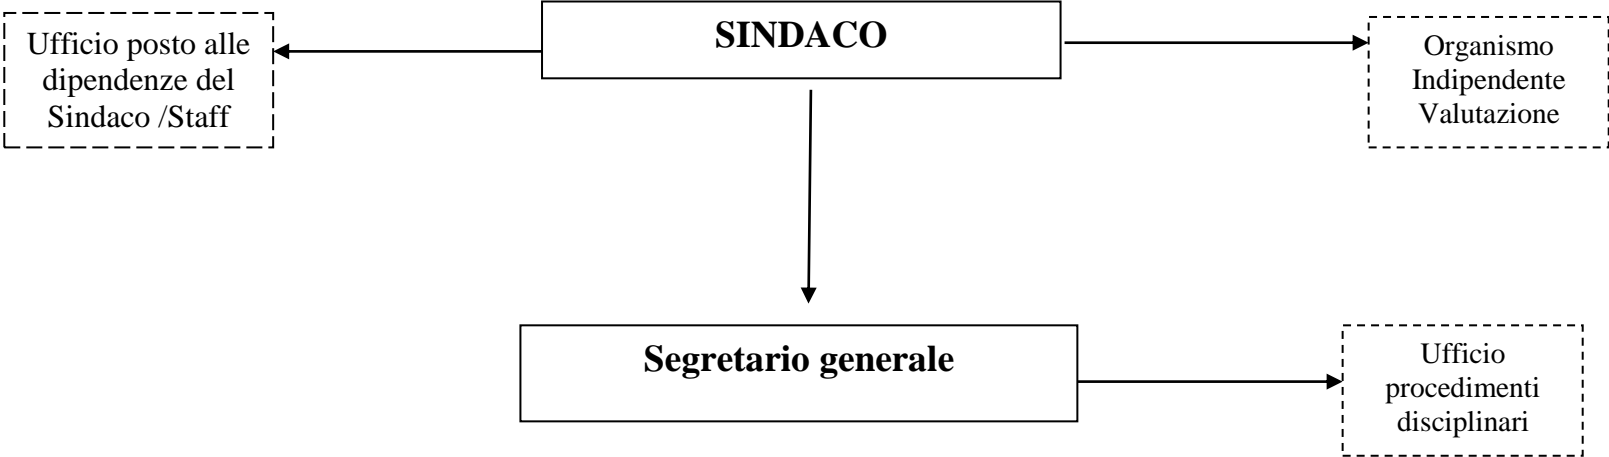 Ufficio posto alle
dipendenze del
Sindaco /Staff
SINDACO
Organismo
Indipendente
Valutazione
Segretario generale
Ufficio
procedimenti
disciplinari